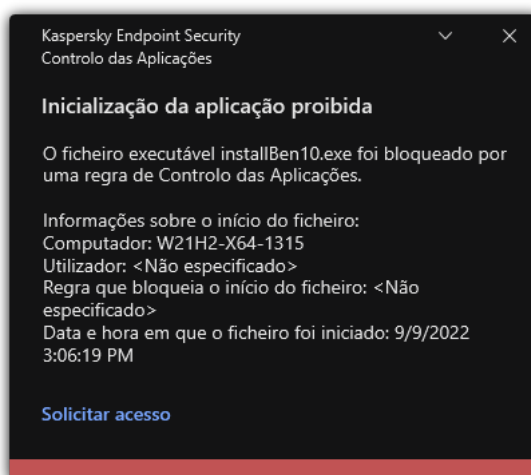 Kaspersky Endpoint Security
Controlo das Aplicações
Inicialização da aplicação proibida
O ficheiro executável installBen10.exe foi bloqueado por
uma regra de Controlo das Aplicações.
Informações sobre o início do ficheiro:
Computador: W21H2-X64-1315
Utilizador: <Não especificado>
Regra que bloqueia o início do ficheiro: <Não
especificado>
Data e hora em que o ficheiro foi iniciado: 9/9/2022
3:06:19 PM
Solicitar acesso